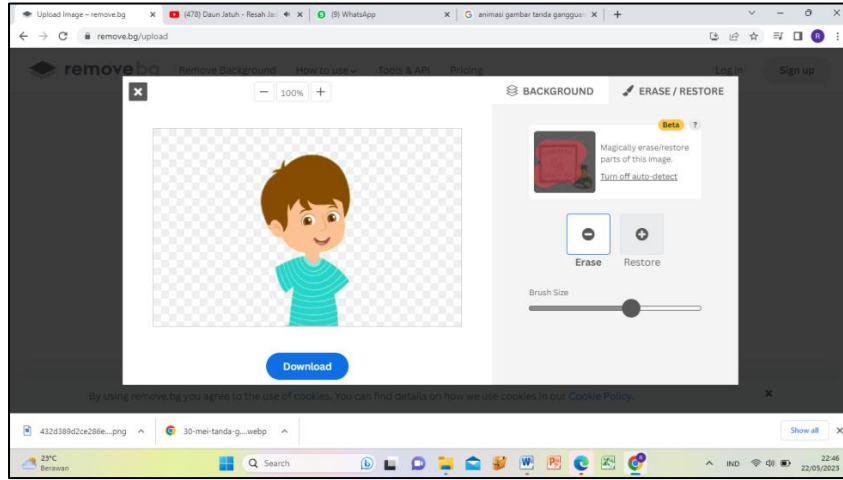 Upload Image – remove.bg
(478) Daun Jatuh - Resah Jad
(9) WhatsApp
animasi gambar tanda gangguan
remove.bg/upload
R
removebg
Remove Background
How to use
Tools & API
Pricing
Log in
Sign up
100%
BACKGROUND
ERASE / RESTORE
Beta
?
Magically erase/restore
parts of this image.
Turn off auto-detect
Erase
Restore
Brush Size
Download
By using remove.bg you agree to the use of cookies. You can find details on how we use cookies in our Cookie Policy.
432d389d2ce286e....png
30-mei-tanda-g....webp
Show all
23°C
Berawan
Search
IND
22:46
22/05/2023